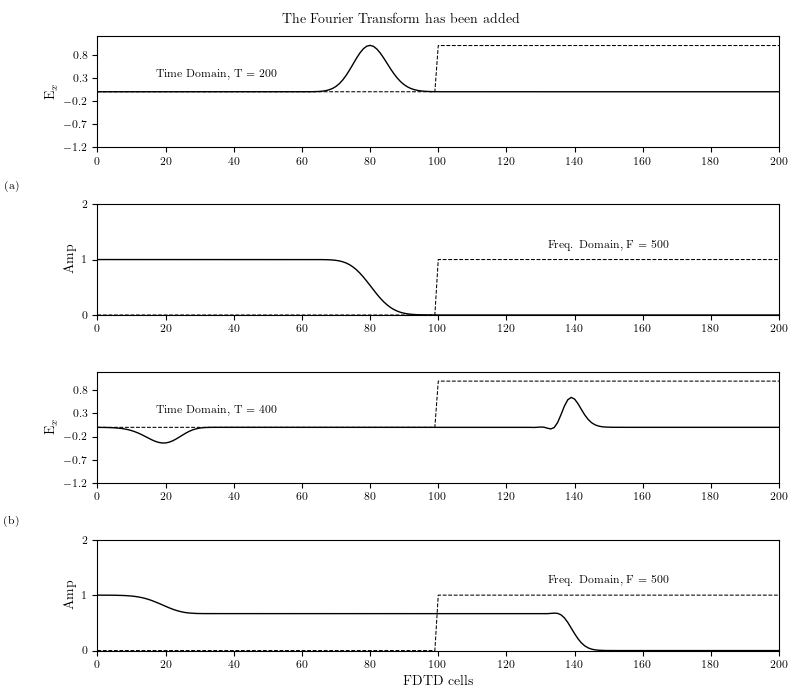 The Fourier Transform has been added
0.8
0.3
−0.2
−0.7
−1.2
E_x
Time Domain, T = 200
0 20 40 60 80 100 120 140 160 180 200
(a)
2
1
0
Amp
Freq. Domain, F = 500
0 20 40 60 80 100 120 140 160 180 200
0.8
0.3
−0.2
−0.7
−1.2
E_x
Time Domain, T = 400
0 20 40 60 80 100 120 140 160 180 200
(b)
2
1
0
Amp
Freq. Domain, F = 500
0 20 40 60 80 100 120 140 160 180 200
FDTD cells